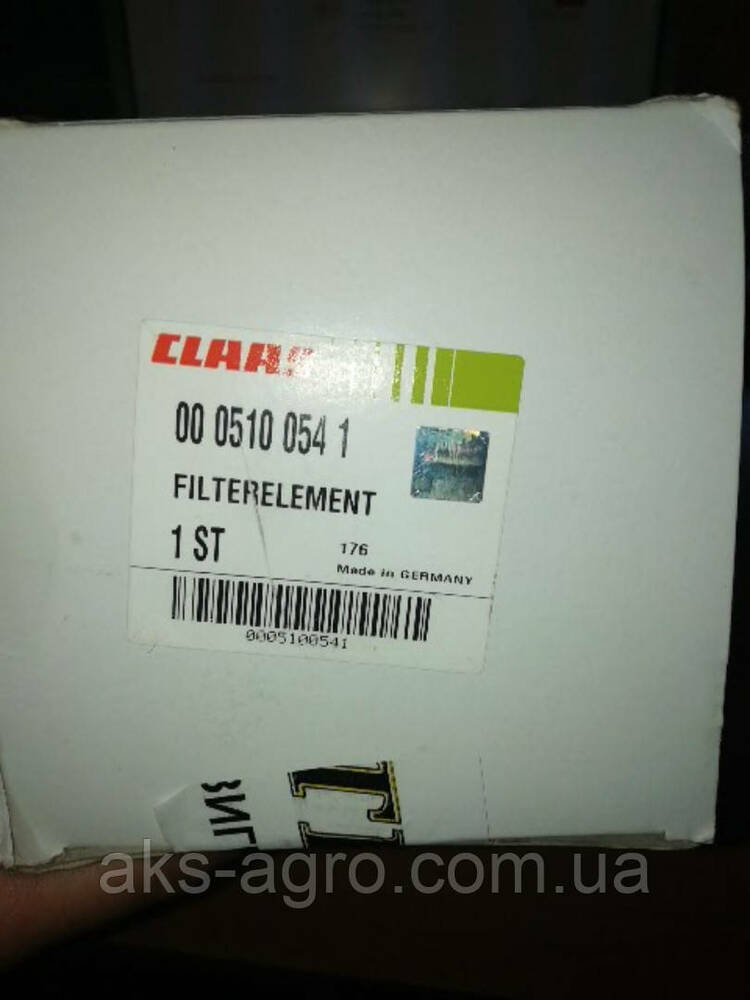 CLAAS
00 0510 054 1
FILTERELEMENT
1 ST
176
Made in GERMANY
0005100541
aks-agro.com.ua